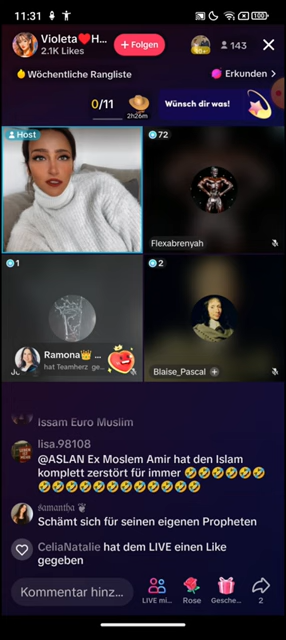 11:31
100
Violeta❤️H...
2.1K Likes
+ Folgen
143
Wöchentliche Rangliste
Erkunden >
0/11
2h26m
Wünsch dir was!
Host
72
Flexabrenyah
1
2
Ramona👑 ...
hat Teamherz ge...
Blaise_Pascal
Issam Euro Muslim
lisa.98108
@ASLAN Ex Moslem Amir hat den Islam
komplett zerstört für immer 🤣🤣🤣🤣🤣🤣
🤣🤣🤣🤣🤣🤣🤣🤣🤣🤣🤣🤣
𝔰𝔞𝔪𝔞𝔫𝔱𝔥𝔞 ❦
Schämt sich für seinen eigenen Propheten
CeliaNatalie hat dem LIVE einen Like
gegeben
Kommentar hinz...
LIVE mi...
Rose
Gesche...
2